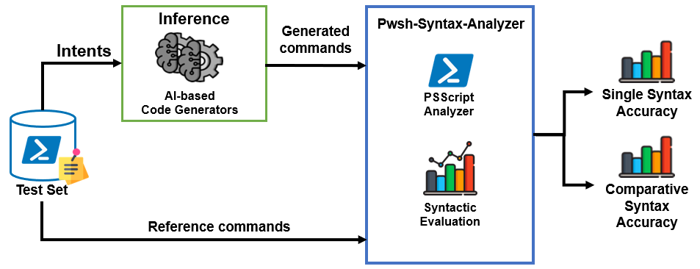 Inference
Generated
commands
Pwsh-Syntax-Analyzer
Intents
AI-based
Code Generators
PSScript
Analyzer
Single Syntax
Accuracy
Test Set
Syntactic
Evaluation
Comparative
Syntax
Accuracy
Reference commands